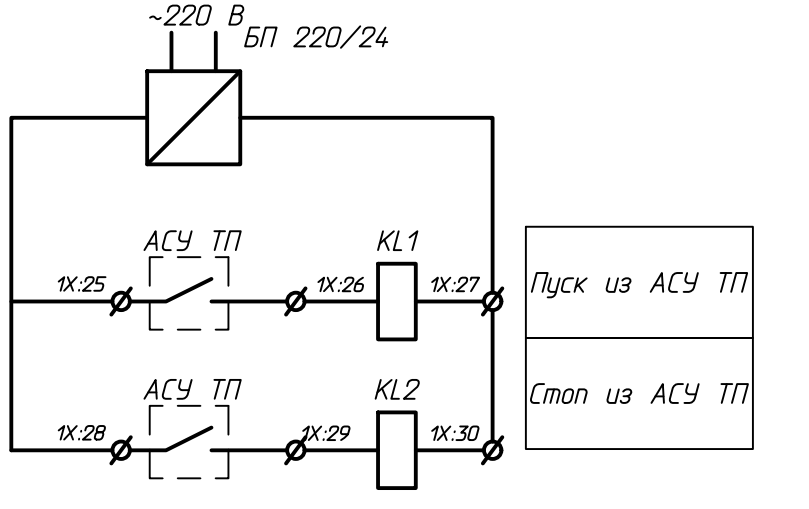 ~220 В
БП 220/24
АСУ ТП
KL1
1X:25
1X:26
1X:27
Пуск из АСУ ТП
АСУ ТП
KL2
Стоп из АСУ ТП
1X:28
1X:29
1X:30